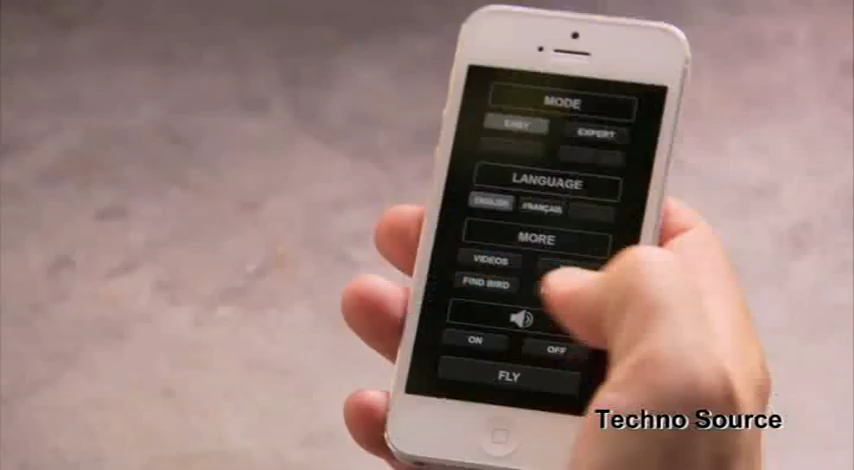 MODE
EASY EXPERT
LANGUAGE
ENGLISH FRANÇAIS
MORE
VIDEOS
FIND BIRD
ON OFF
FLY
Techno Source